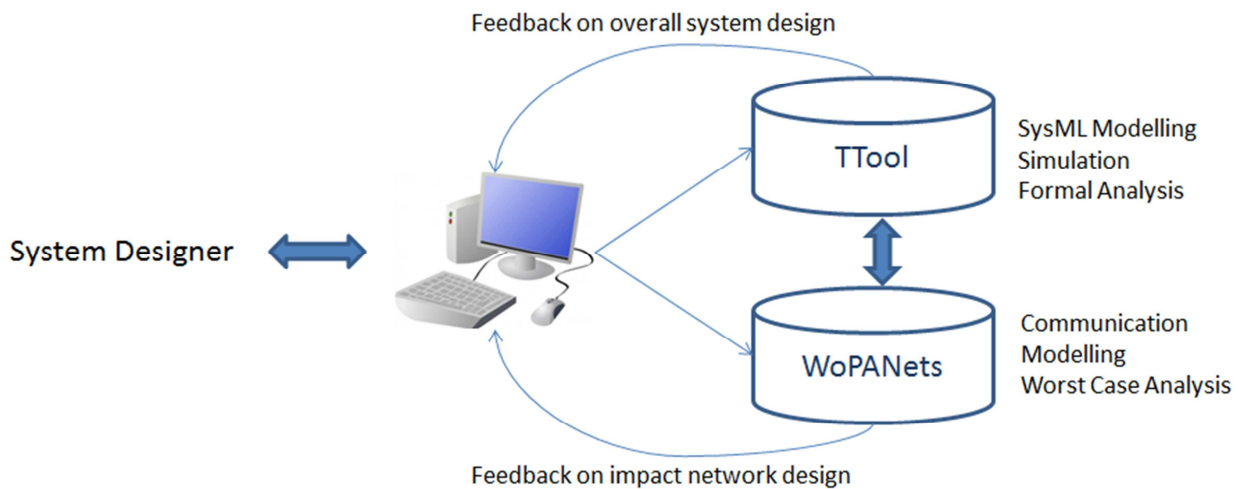 Feedback on overall system design
TTool
SysML Modelling
Simulation
Formal Analysis
System Designer
WoPANets
Communication
Modelling
Worst Case Analysis
Feedback on impact network design